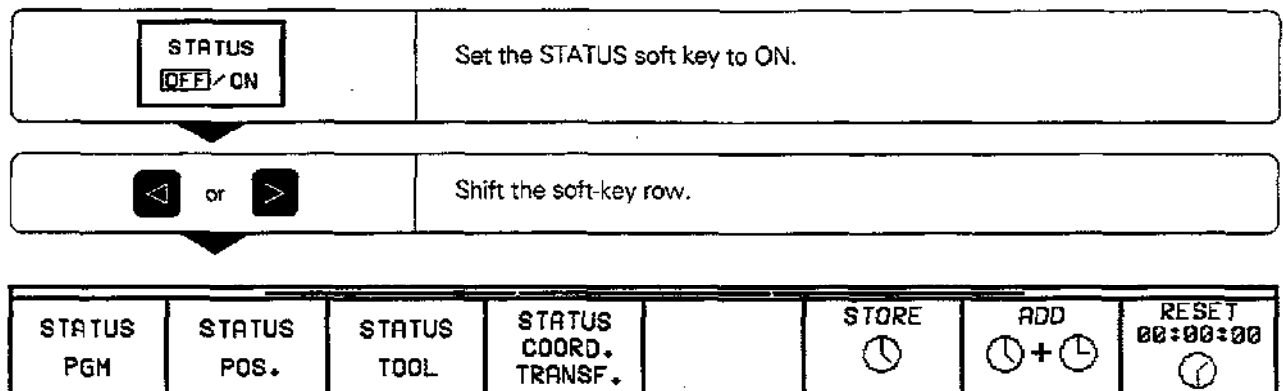 STATUS
OFF/ON
Set the STATUS soft key to ON.
or
Shift the soft-key row.
STATUS
PGM
STATUS
POS.
STATUS
TOOL
STATUS
COORD.
TRANSF.
STORE
ADD
+
RESET
00:00:00